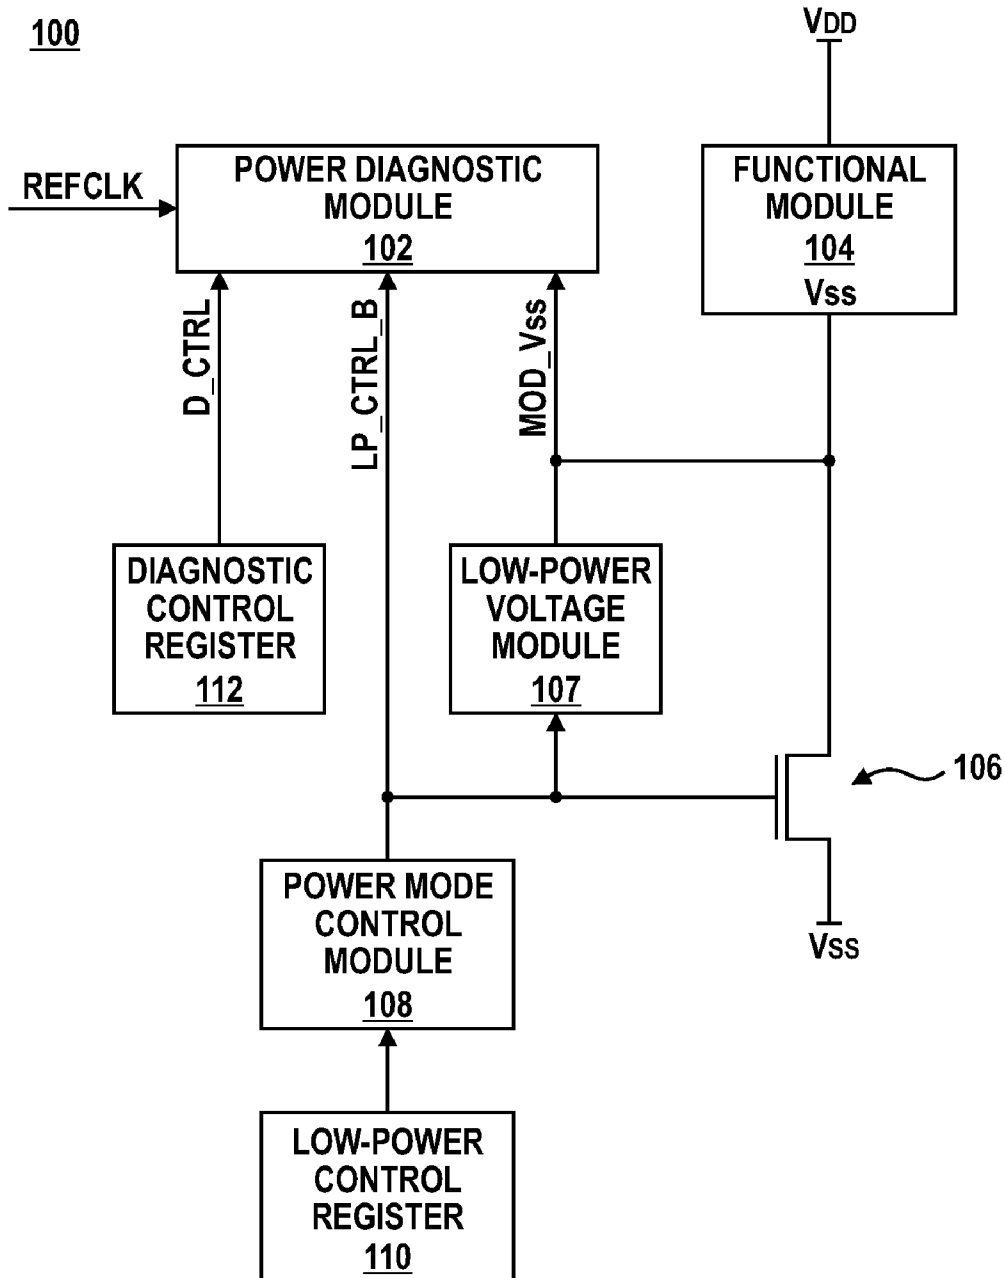 100
VDD
POWER DIAGNOSTIC
MODULE
102
REFCLK
FUNCTIONAL
MODULE
104
Vss
D_CTRL
LP_CTRL_B
MOD_Vss
DIAGNOSTIC
CONTROL
REGISTER
112
LOW-POWER
VOLTAGE
MODULE
107
106
POWER MODE
CONTROL
MODULE
108
Vss
LOW-POWER
CONTROL
REGISTER
110